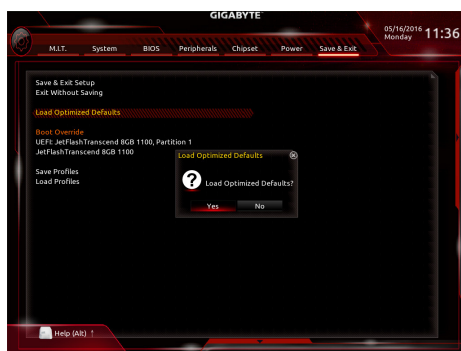 GIGABYTE
05/16/2016 11:36
Monday
M.I.T. System BIOS Peripherals Chipset Power Save & Exit
Save & Exit Setup
Exit Without Saving
Load Optimized Defaults
Boot Override
UEFI: JetFlashTranscend 8GB 1100, Partition 1
JetFlashTranscend 8GB 1100
Save Profiles
Load Profiles
Load Optimized Defaults
Load Optimized Defaults?
Yes No
Help (Alt) ↑